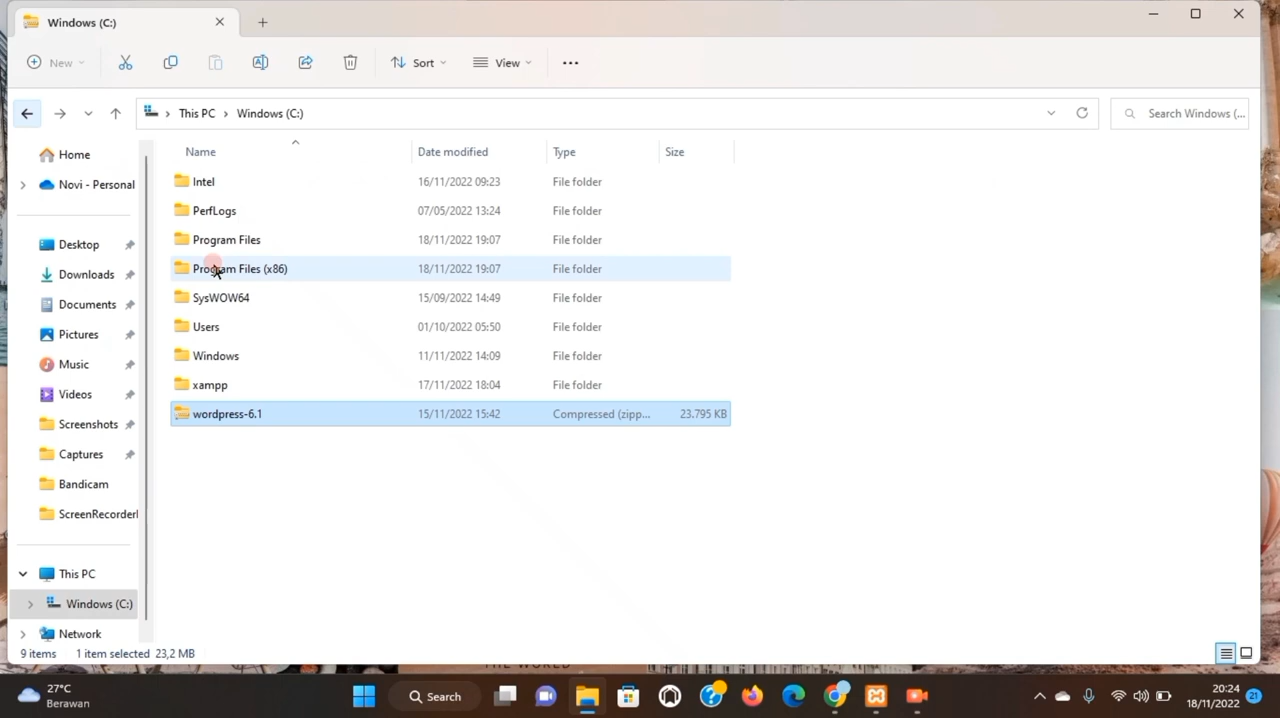 Windows (C:)
New
Sort
View
This PC > Windows (C:)
Search Windows (...
Home
Novi - Personal
Desktop
Downloads
Documents
Pictures
Music
Videos
Screenshots
Captures
Bandicam
ScreenRecorder
This PC
Windows (C:)
Network
Name Date modified Type Size
Intel 16/11/2022 09:23 File folder
PerfLogs 07/05/2022 13:24 File folder
Program Files 18/11/2022 19:07 File folder
Program Files (x86) 18/11/2022 19:07 File folder
SysWOW64 15/09/2022 14:49 File folder
Users 01/10/2022 05:50 File folder
Windows 11/11/2022 14:09 File folder
xampp 17/11/2022 18:04 File folder
wordpress-6.1 15/11/2022 15:42 Compressed (zipp... 23.795 KB
9 items 1 item selected 23,2 MB
THE WORLD
27°C
Berawan
Search
20:24
18/11/2022
21